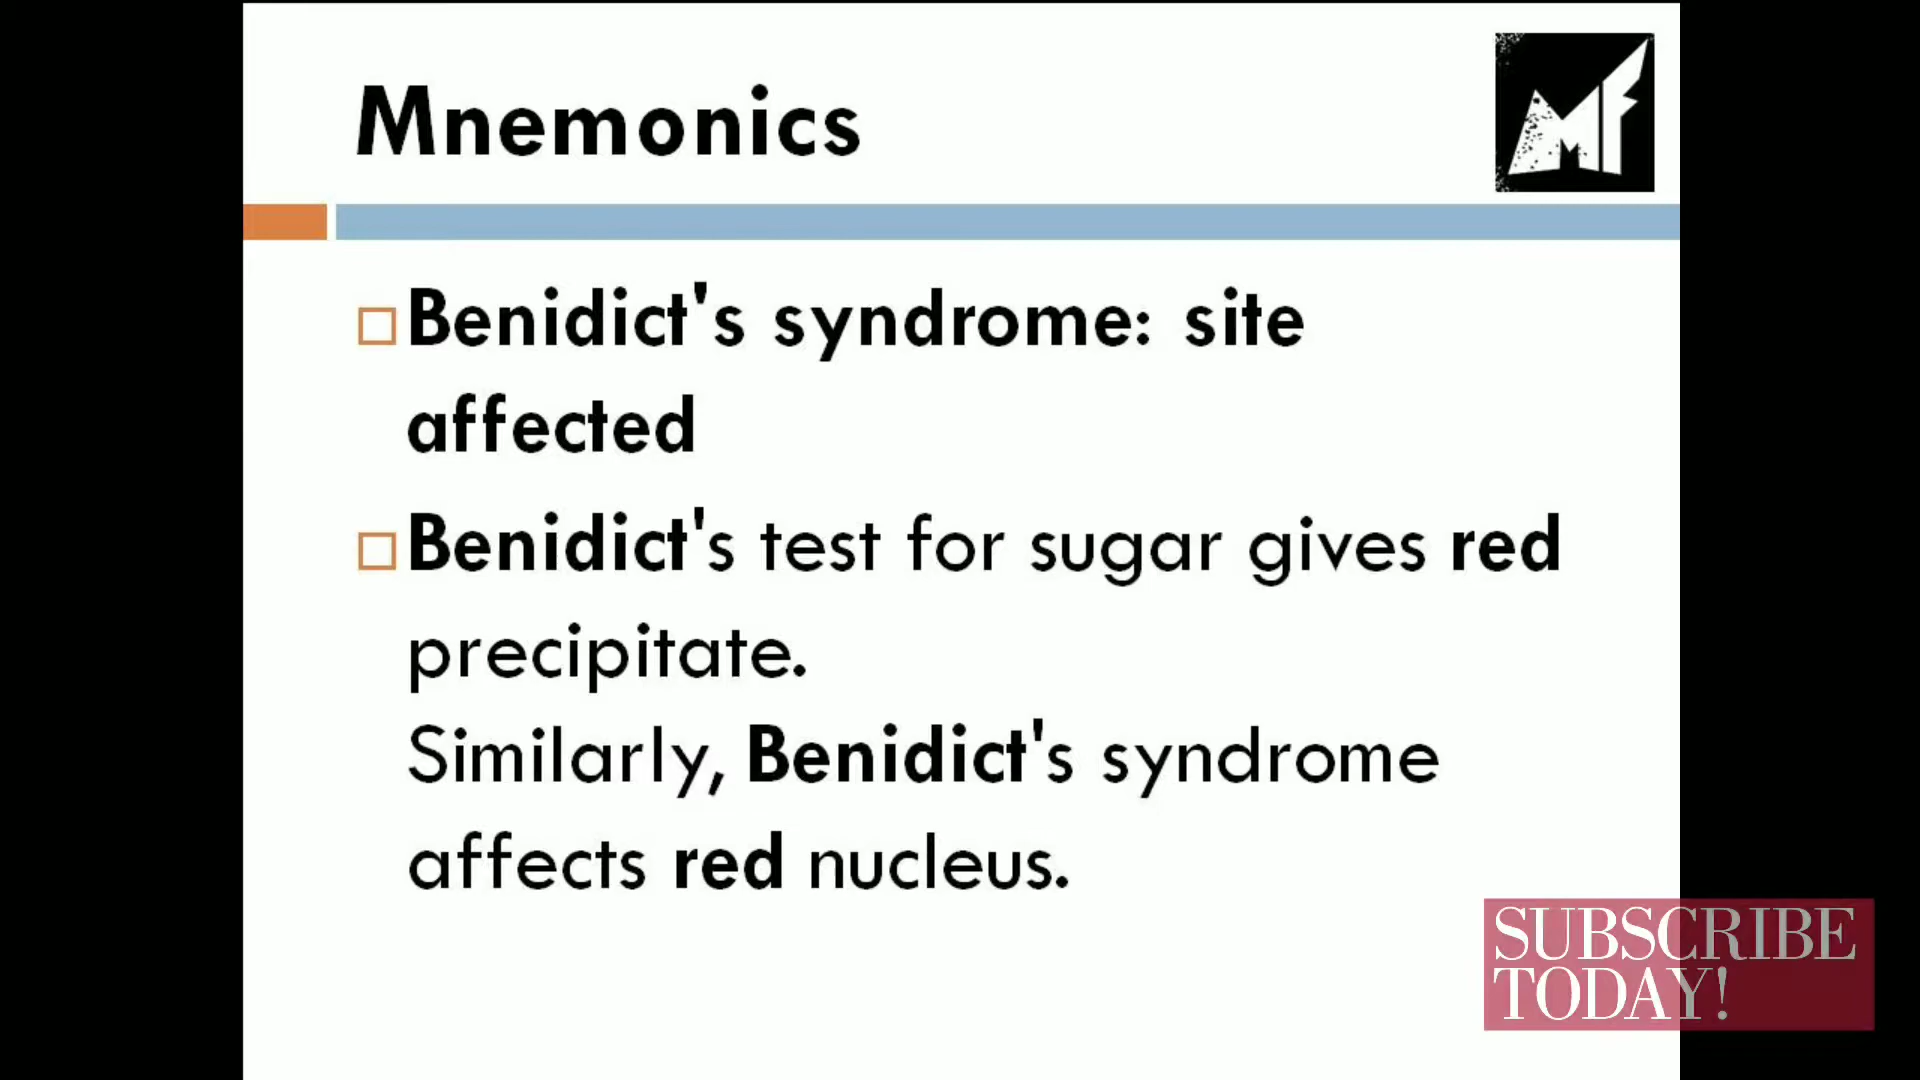 Mnemonics
MF
Benidict's syndrome: site
affected
Benidict's test for sugar gives red
precipitate.
Similarly, Benidict's syndrome
affects red nucleus.
SUBSCRIBE
TODAY!